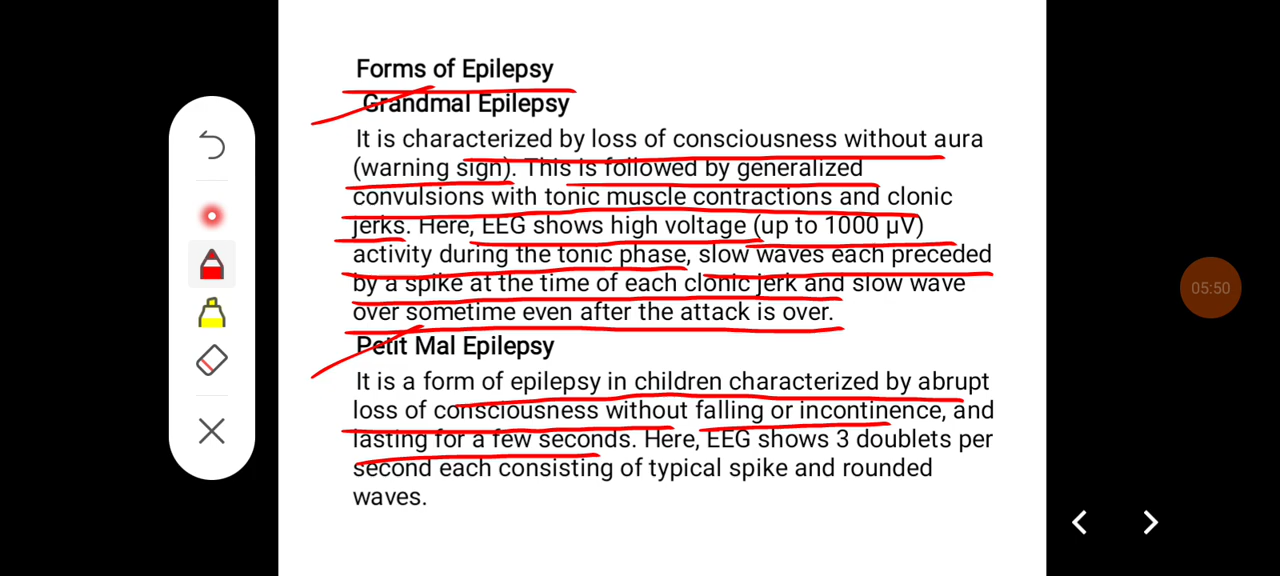 Forms of Epilepsy
Grandmal Epilepsy
It is characterized by loss of consciousness without aura
(warning sign). This is followed by generalized
convulsions with tonic muscle contractions and clonic
jerks. Here, EEG shows high voltage (up to 1000 µV)
activity during the tonic phase, slow waves each preceded
by a spike at the time of each clonic jerk and slow wave
over sometime even after the attack is over.
Petit Mal Epilepsy
It is a form of epilepsy in children characterized by abrupt
loss of consciousness without falling or incontinence, and
lasting for a few seconds. Here, EEG shows 3 doublets per
second each consisting of typical spike and rounded
waves.
05:50